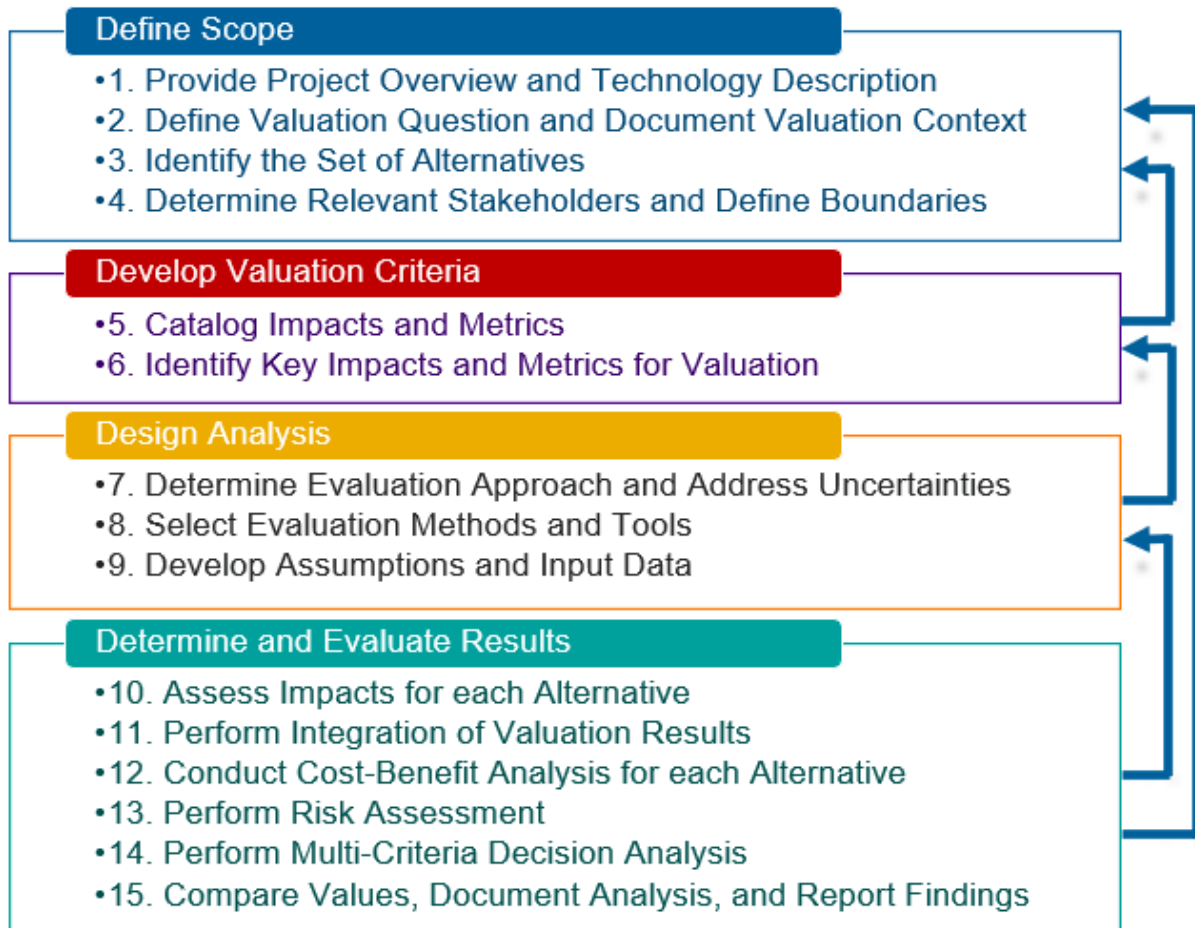 Define Scope
•1. Provide Project Overview and Technology Description
•2. Define Valuation Question and Document Valuation Context
•3. Identify the Set of Alternatives
•4. Determine Relevant Stakeholders and Define Boundaries
Develop Valuation Criteria
•5. Catalog Impacts and Metrics
•6. Identify Key Impacts and Metrics for Valuation
Design Analysis
•7. Determine Evaluation Approach and Address Uncertainties
•8. Select Evaluation Methods and Tools
•9. Develop Assumptions and Input Data
Determine and Evaluate Results
•10. Assess Impacts for each Alternative
•11. Perform Integration of Valuation Results
•12. Conduct Cost-Benefit Analysis for each Alternative
•13. Perform Risk Assessment
•14. Perform Multi-Criteria Decision Analysis
•15. Compare Values, Document Analysis, and Report Findings